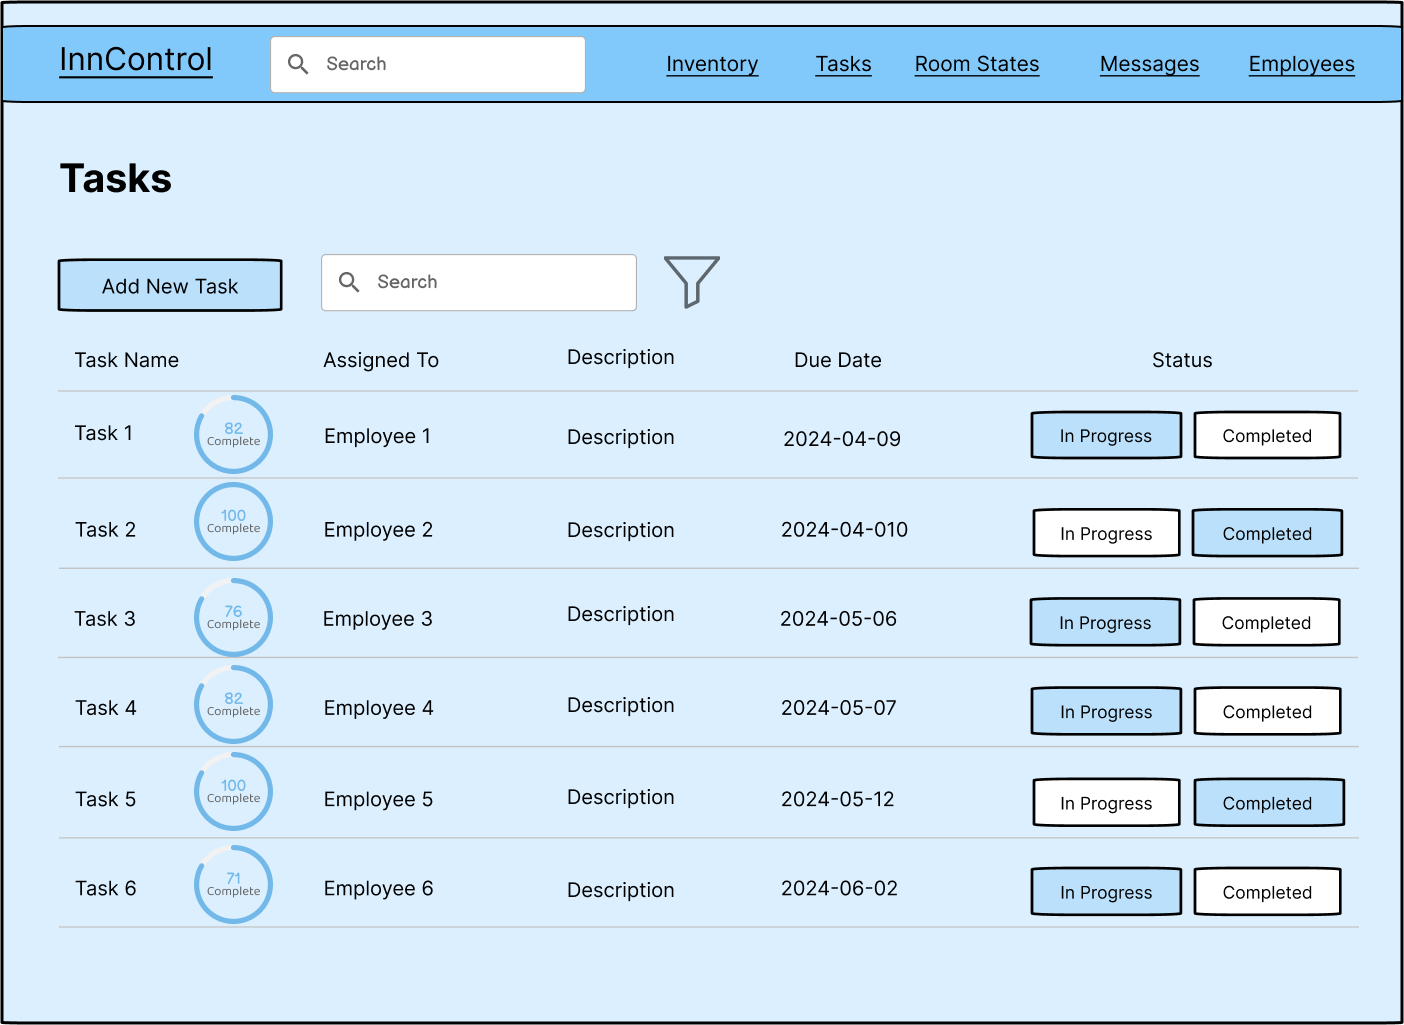 InnControl
Search
Inventory
Tasks
Room States
Messages
Employees
Tasks
Add New Task
Search
Task Name
Assigned To
Description
Due Date
Status
Task 1
82
Complete
Employee 1
Description
2024-04-09
In Progress
Completed
Task 2
100
Complete
Employee 2
Description
2024-04-010
In Progress
Completed
Task 3
76
Complete
Employee 3
Description
2024-05-06
In Progress
Completed
Task 4
82
Complete
Employee 4
Description
2024-05-07
In Progress
Completed
Task 5
100
Complete
Employee 5
Description
2024-05-12
In Progress
Completed
Task 6
71
Complete
Employee 6
Description
2024-06-02
In Progress
Completed